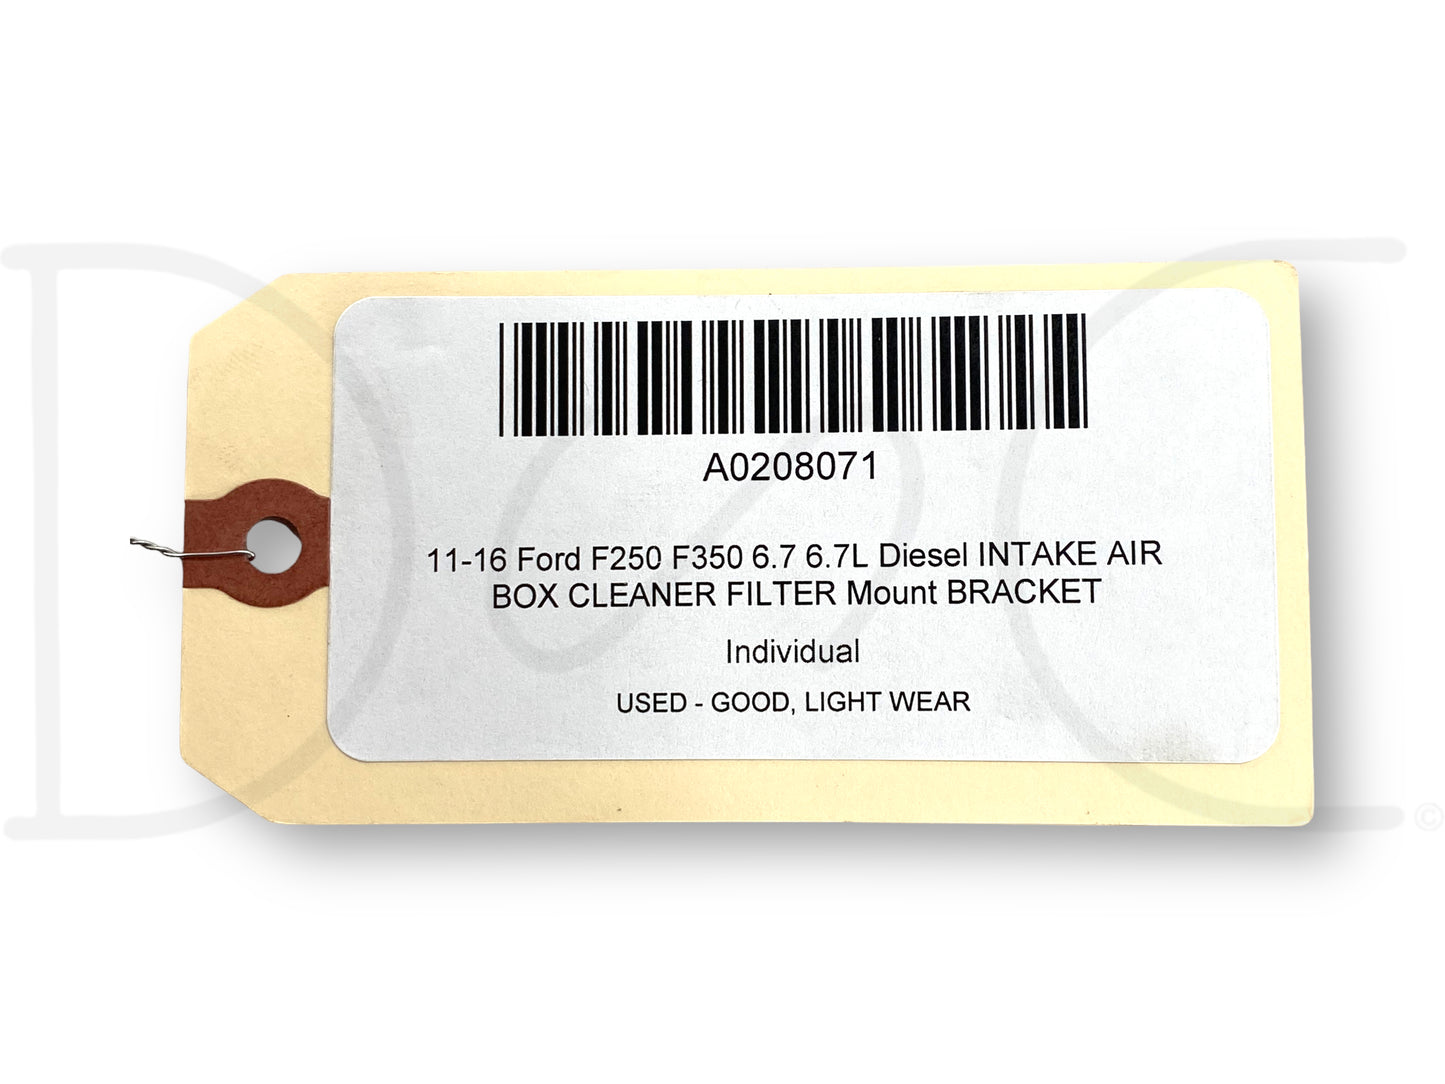 A0208071
11-16 Ford F250 F350 6.7 6.7L Diesel INTAKE AIR
BOX CLEANER FILTER Mount BRACKET
Individual
USED - GOOD, LIGHT WEAR
D C
©